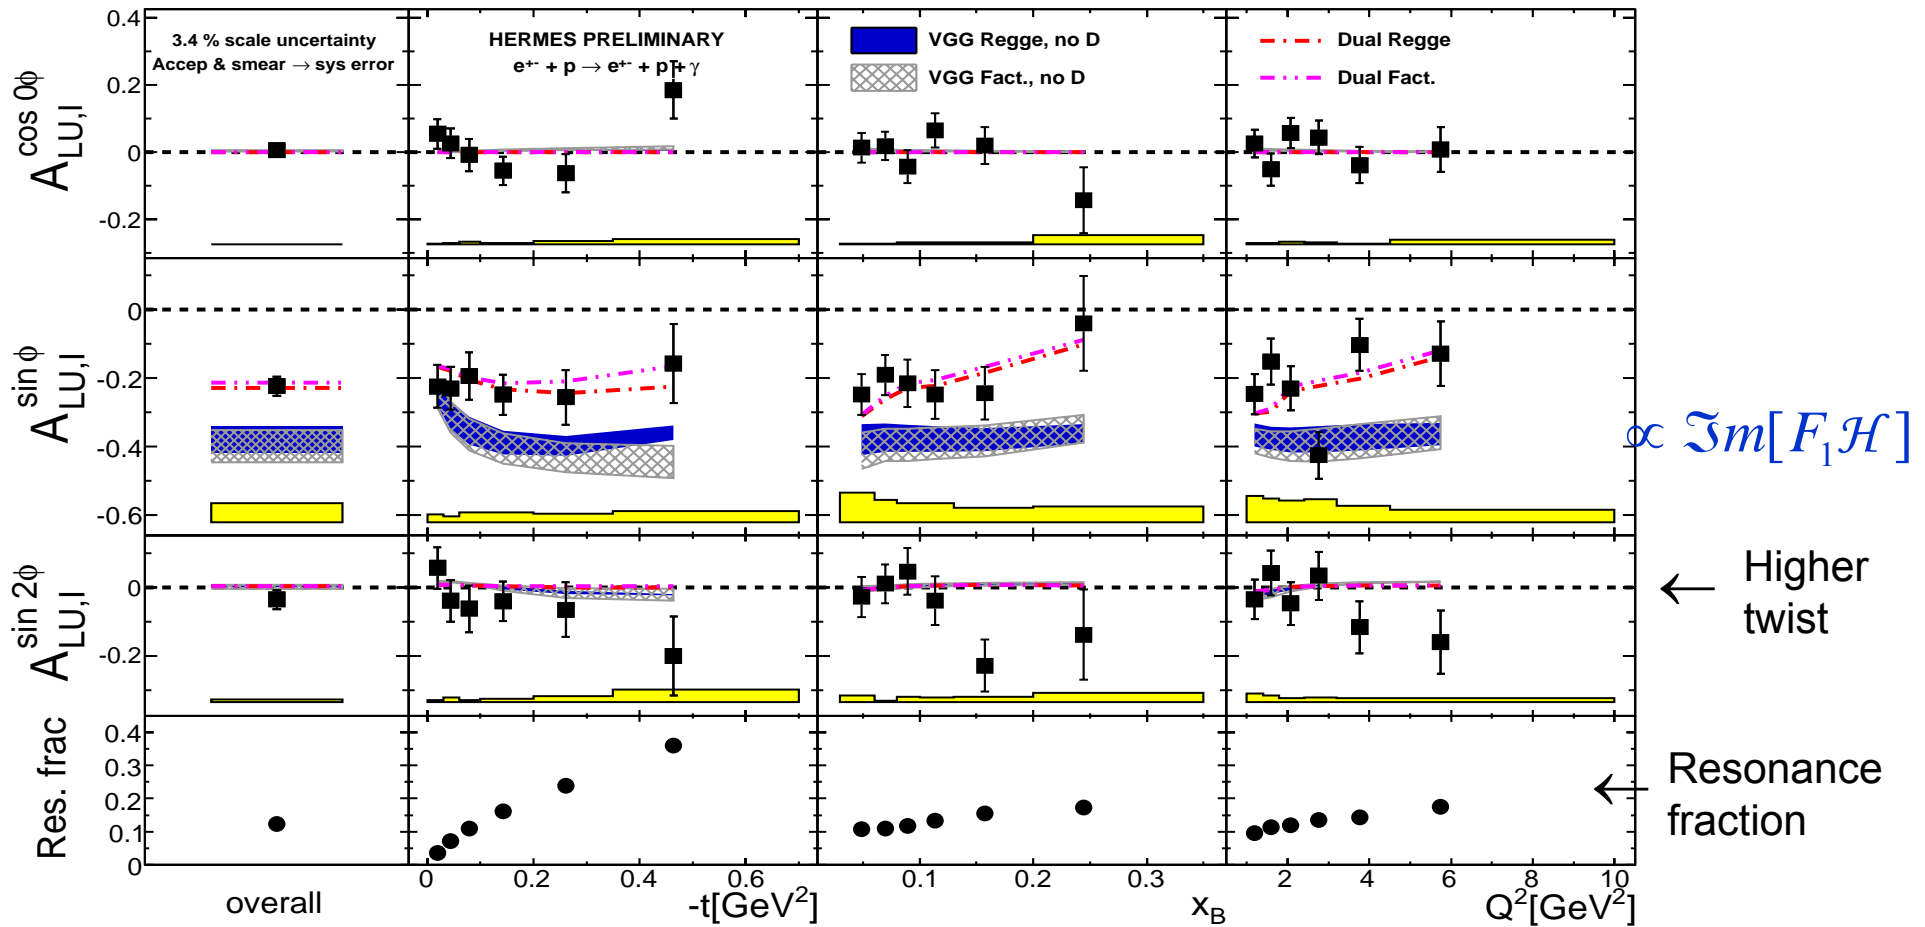 3.4 % scale uncertainty
Accep & smear → sys error
HERMES PRELIMINARY
e+- + p → e+- + p + γ
VGG Regge, no D
VGG Fact., no D
Dual Regge
Dual Fact.
A cos 0ϕ LU,I
0.4
0.2
0
-0.2
A sin ϕ LU,I
0
-0.2
-0.4
-0.6
∝ ℑm[F₁ℋ]
A sin 2ϕ LU,I
0
-0.2
← Higher
twist
Res. frac
0.4
0.3
0.2
0.1
0
← Resonance
fraction
0 0.2 0.4 0.6
0.1 0.2 0.3
2 4 6 8 10
overall
-t[GeV²]
xB
Q²[GeV²]